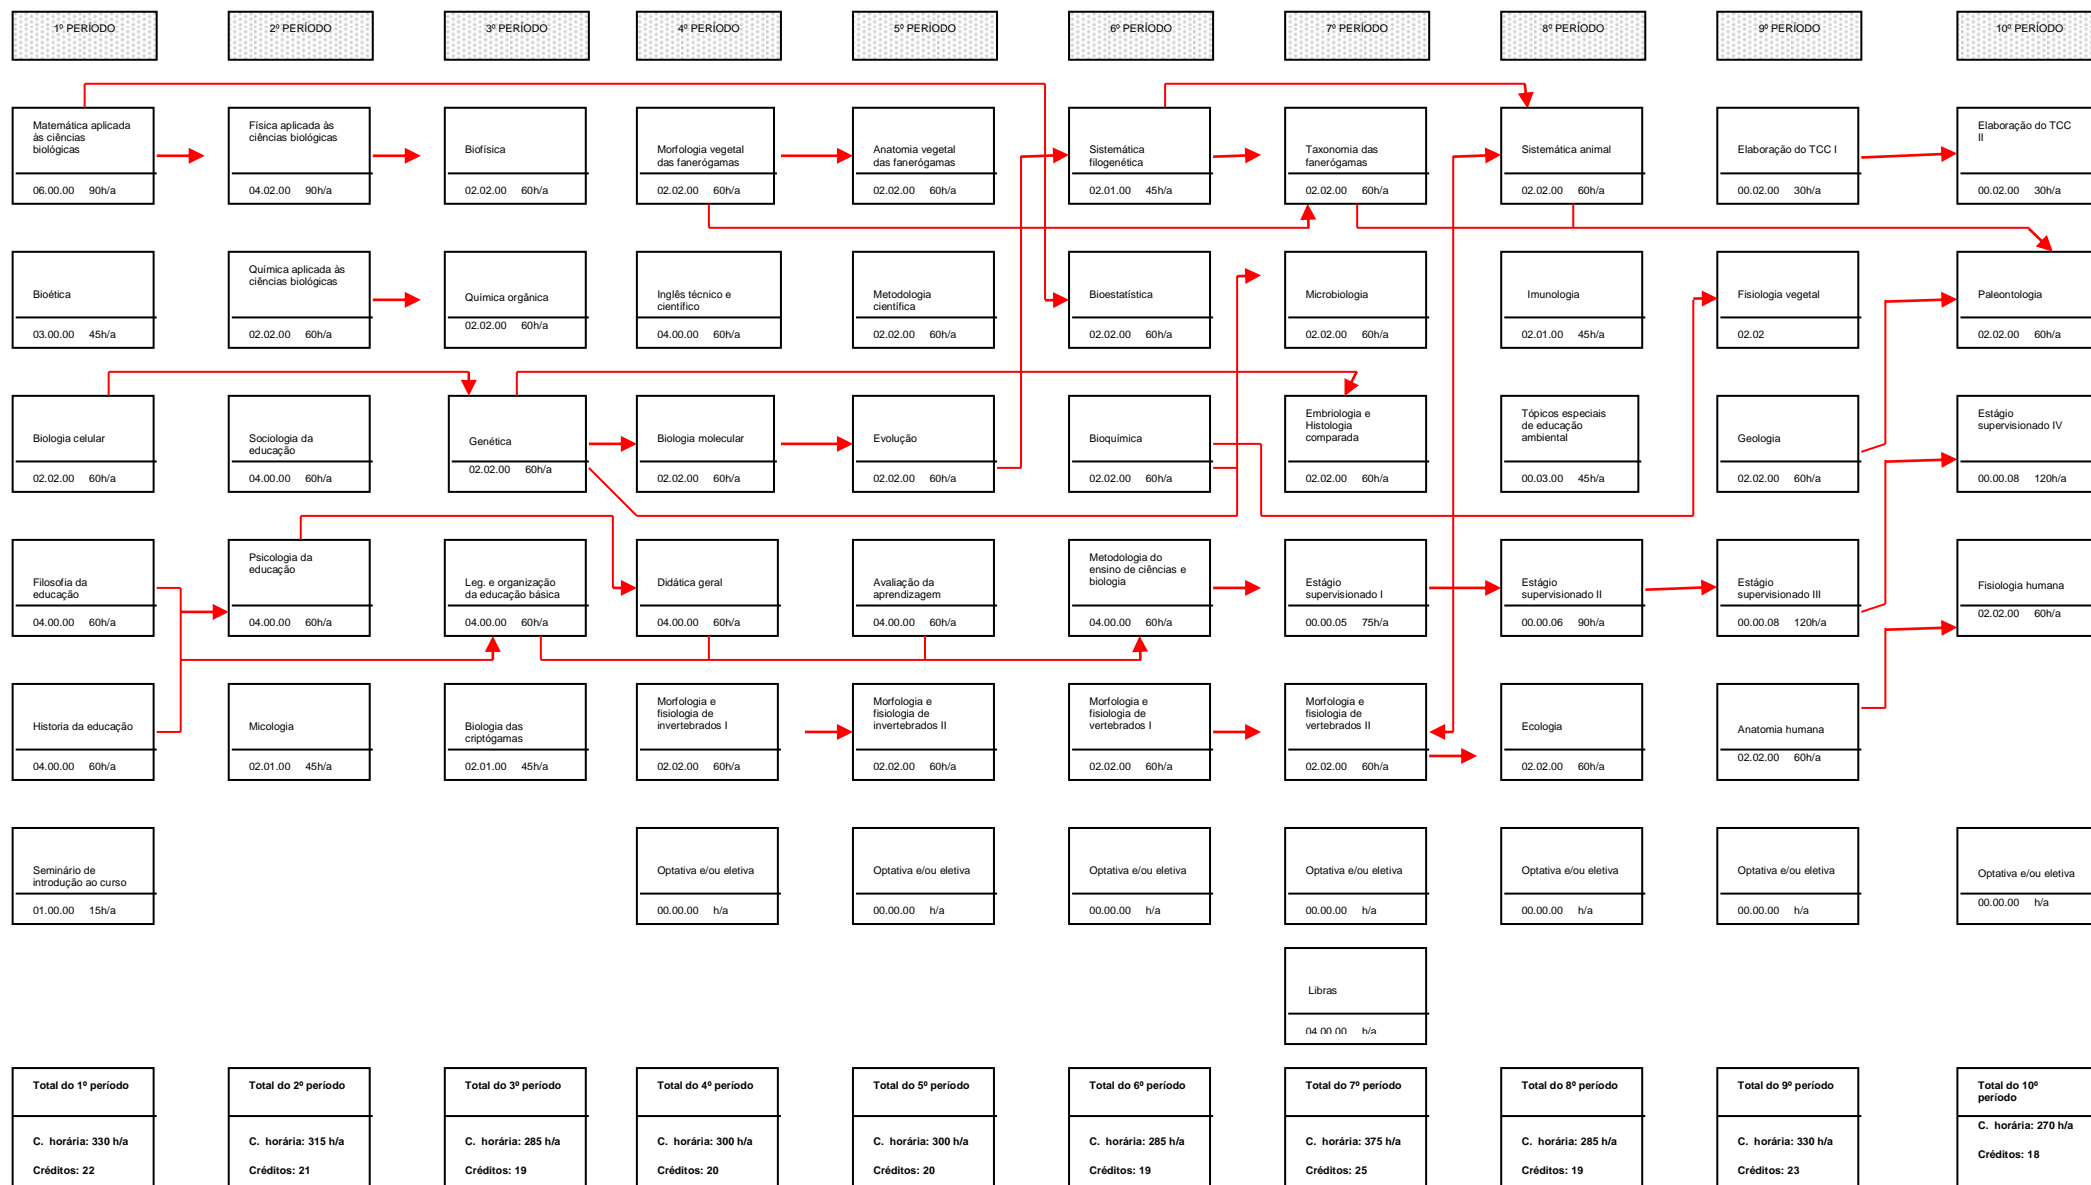 1º PERÍODO
2º PERÍODO
3º PERÍODO
4º PERÍODO
5º PERÍODO
6º PERÍODO
7º PERÍODO
8º PERÍODO
9º PERÍODO
10º PERÍODO
Matemática aplicada
às ciências
biológicas
06.00.00 90h/a
Física aplicada às
ciências biológicas
04.02.00 90h/a
Biofísica
02.02.00 60h/a
Morfologia vegetal
das fanerógamas
02.02.00 60h/a
Anatomia vegetal
das fanerógamas
02.02.00 60h/a
Sistemática
filogenética
02.01.00 45h/a
Taxonomia das
fanerógamas
02.02.00 60h/a
Sistemática animal
02.02.00 60h/a
Elaboração do TCC I
00.02.00 30h/a
Elaboração do TCC
II
00.02.00 30h/a
Bioética
03.00.00 45h/a
Química aplicada às
ciências biológicas
02.02.00 60h/a
Química orgânica
02.02.00 60h/a
Inglês técnico e
científico
04.00.00 60h/a
Metodologia
científica
02.02.00 60h/a
Bioestatística
02.02.00 60h/a
Microbiologia
02.02.00 60h/a
Imunologia
02.01.00 45h/a
Fisiologia vegetal
02.02
Paleontologia
02.02.00 60h/a
Biologia celular
02.02.00 60h/a
Sociologia da
educação
04.00.00 60h/a
Genética
02.02.00 60h/a
Biologia molecular
02.02.00 60h/a
Evolução
02.02.00 60h/a
Bioquímica
02.02.00 60h/a
Embriologia e
Histologia
comparada
02.02.00 60h/a
Tópicos especiais
de educação
ambiental
00.03.00 45h/a
Geologia
02.02.00 60h/a
Estágio
supervisionado IV
00.00.08 120h/a
Filosofia da
educação
04.00.00 60h/a
Psicologia da
educação
04.00.00 60h/a
Leg. e organização
da educação básica
04.00.00 60h/a
Didática geral
04.00.00 60h/a
Avaliação da
aprendizagem
04.00.00 60h/a
Metodologia do
ensino de ciências e
biologia
04.00.00 60h/a
Estágio
supervisionado I
00.00.05 75h/a
Estágio
supervisionado II
00.00.06 90h/a
Estágio
supervisionado III
00.00.08 120h/a
Fisiologia humana
02.02.00 60h/a
Historia da educação
04.00.00 60h/a
Micologia
02.01.00 45h/a
Biologia das
criptógamas
02.01.00 45h/a
Morfologia e
fisiologia de
invertebrados I
02.02.00 60h/a
Morfologia e
fisiologia de
invertebrados II
02.02.00 60h/a
Morfologia e
fisiologia de
vertebrados I
02.02.00 60h/a
Morfologia e
fisiologia de
vertebrados II
02.02.00 60h/a
Ecologia
02.02.00 60h/a
Anatomia humana
02.02.00 60h/a
Seminário de
introdução ao curso
01.00.00 15h/a
Optativa e/ou eletiva
00.00.00 h/a
Optativa e/ou eletiva
00.00.00 h/a
Optativa e/ou eletiva
00.00.00 h/a
Optativa e/ou eletiva
00.00.00 h/a
Optativa e/ou eletiva
00.00.00 h/a
Optativa e/ou eletiva
00.00.00 h/a
Optativa e/ou eletiva
00.00.00 h/a
Libras
04.00.00 h/a
Total do 1º período
C. horária: 330 h/a
Créditos: 22
Total do 2º período
C. horária: 315 h/a
Créditos: 21
Total do 3º período
C. horária: 285 h/a
Créditos: 19
Total do 4º período
C. horária: 300 h/a
Créditos: 20
Total do 5º período
C. horária: 300 h/a
Créditos: 20
Total do 6º período
C. horária: 285 h/a
Créditos: 19
Total do 7º período
C. horária: 375 h/a
Créditos: 25
Total do 8º período
C. horária: 285 h/a
Créditos: 19
Total do 9º período
C. horária: 330 h/a
Créditos: 23
Total do 10º
período
C. horária: 270 h/a
Créditos: 18